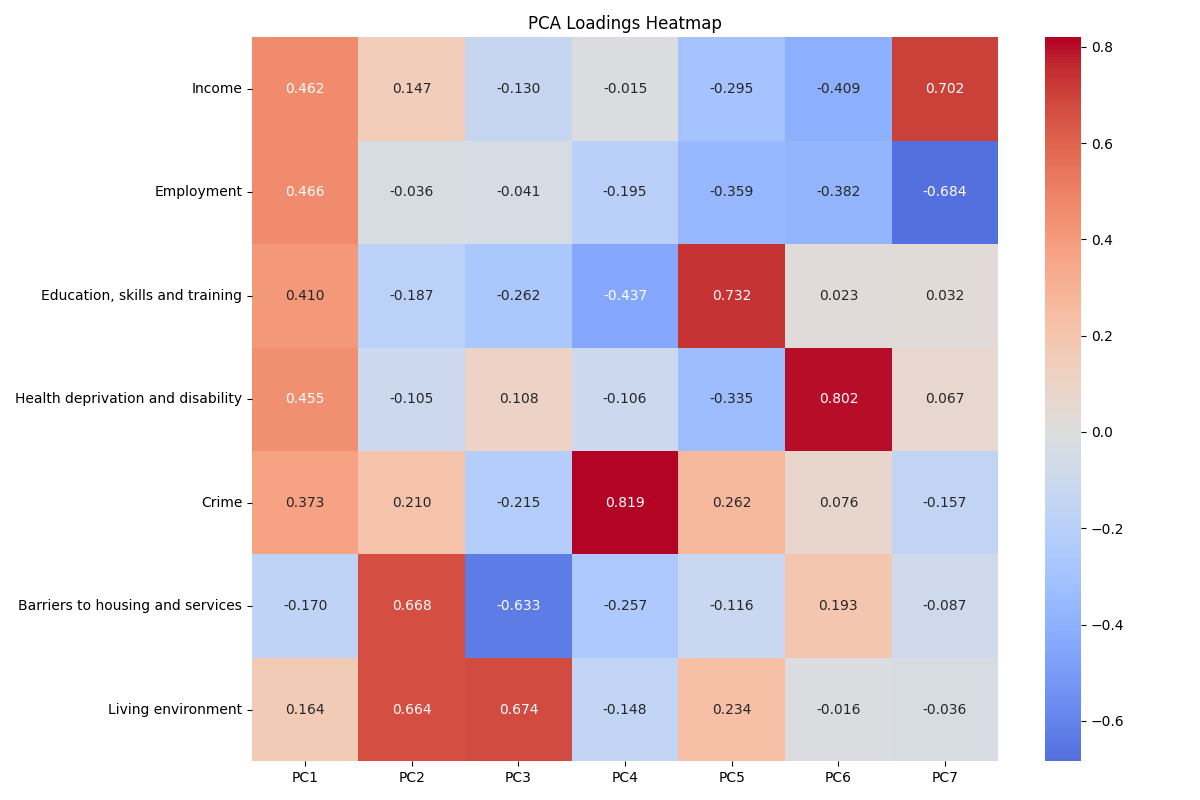 PCA Loadings Heatmap
Income 0.462 0.147 -0.130 -0.015 -0.295 -0.409 0.702
Employment 0.466 -0.036 -0.041 -0.195 -0.359 -0.382 -0.684
Education, skills and training 0.410 -0.187 -0.262 -0.437 0.732 0.023 0.032
Health deprivation and disability 0.455 -0.105 0.108 -0.106 -0.335 0.802 0.067
Crime 0.373 0.210 -0.215 0.819 0.262 0.076 -0.157
Barriers to housing and services -0.170 0.668 -0.633 -0.257 -0.116 0.193 -0.087
Living environment 0.164 0.664 0.674 -0.148 0.234 -0.016 -0.036
PC1 PC2 PC3 PC4 PC5 PC6 PC7
0.8
0.6
0.4
0.2
0.0
−0.2
−0.4
−0.6